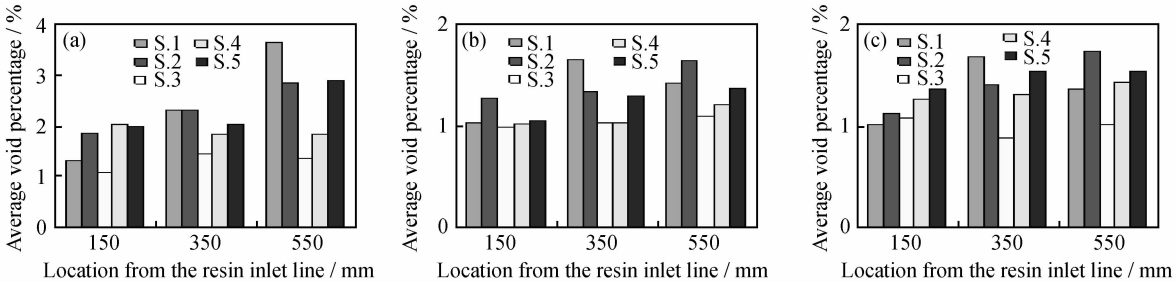 Average void percentage / %
4
3
2
1
0
(a)
S.1
S.2
S.3
S.4
S.5
150 350 550
Location from the resin inlet line / mm
Average void percentage / %
2
1
0
(b)
S.1
S.2
S.3
S.4
S.5
150 350 550
Location from the resin inlet line / mm
Average void percentage / %
2
1
0
(c)
S.1
S.2
S.3
S.4
S.5
150 350 550
Location from the resin inlet line / mm